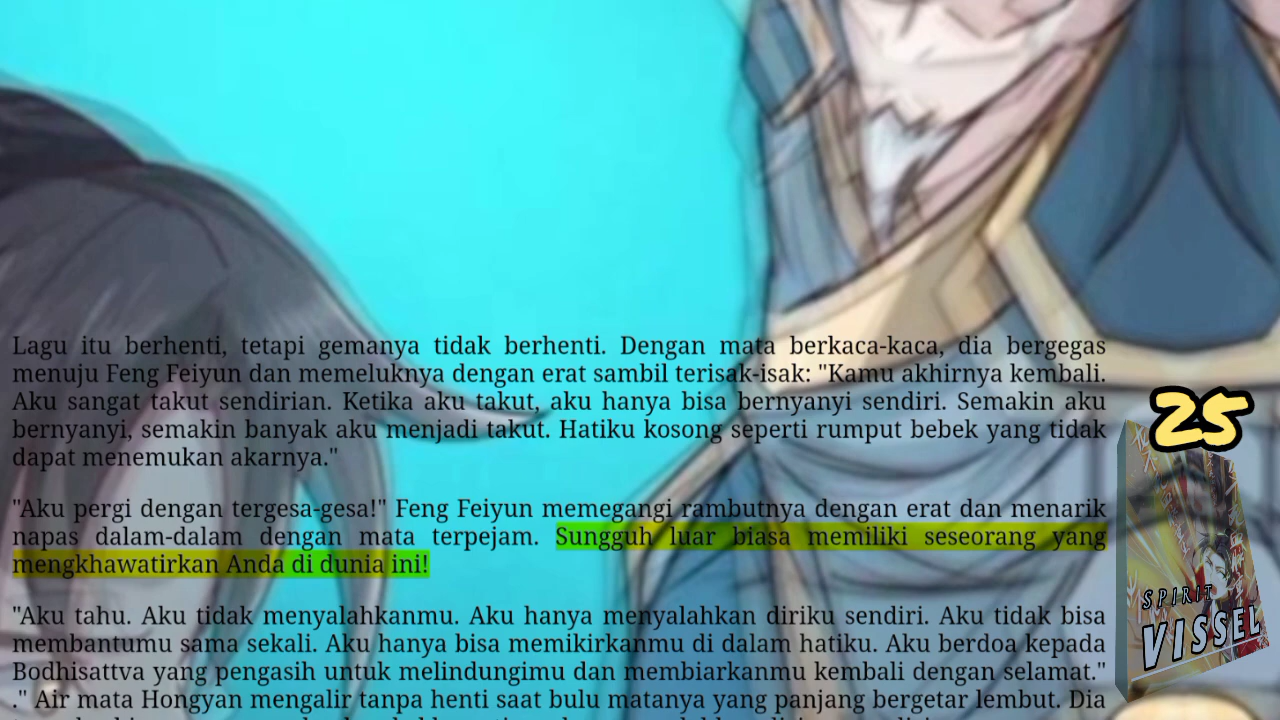 Lagu itu berhenti, tetapi gemanya tidak berhenti. Dengan mata berkaca-kaca, dia bergegas
menuju Feng Feiyun dan memeluknya dengan erat sambil terisak-isak: "Kamu akhirnya kembali.
Aku sangat takut sendirian. Ketika aku takut, aku hanya bisa bernyanyi sendiri. Semakin aku
bernyanyi, semakin banyak aku menjadi takut. Hatiku kosong seperti rumput bebek yang tidak
dapat menemukan akarnya."
"Aku pergi dengan tergesa-gesa!" Feng Feiyun memegangi rambutnya dengan erat dan menarik
napas dalam-dalam dengan mata terpejam. Sungguh luar biasa memiliki seseorang yang
mengkhawatirkan Anda di dunia ini!
"Aku tahu. Aku tidak menyalahkanmu. Aku hanya menyalahkan diriku sendiri. Aku tidak bisa
membantumu sama sekali. Aku hanya bisa memikirkanmu di dalam hatiku. Aku berdoa kepada
Bodhisattva yang pengasih untuk melindungimu dan membiarkanmu kembali dengan selamat."
." Air mata Hongyan mengalir tanpa henti saat bulu matanya yang panjang bergetar lembut. Dia
25
SPIRIT
VISSEL